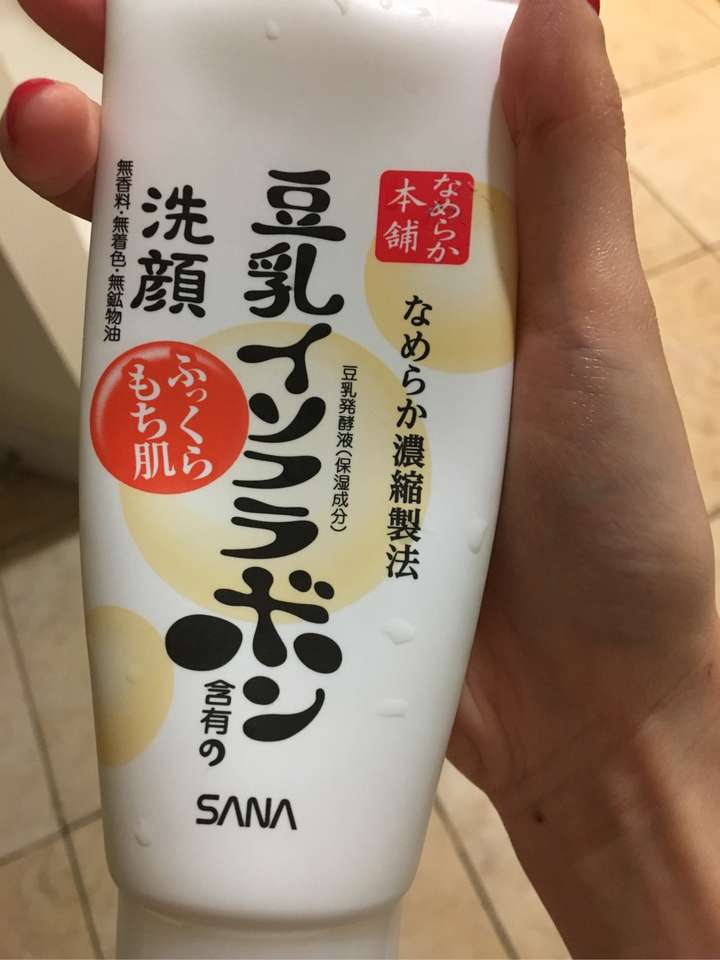 なめらか
本舗
なめらか濃縮製法
豆乳発酵液(保湿成分)
豆乳イソフラボン
含有の
洗顔
ふっくら
もち肌
無香料・無着色・無鉱物油
SANA